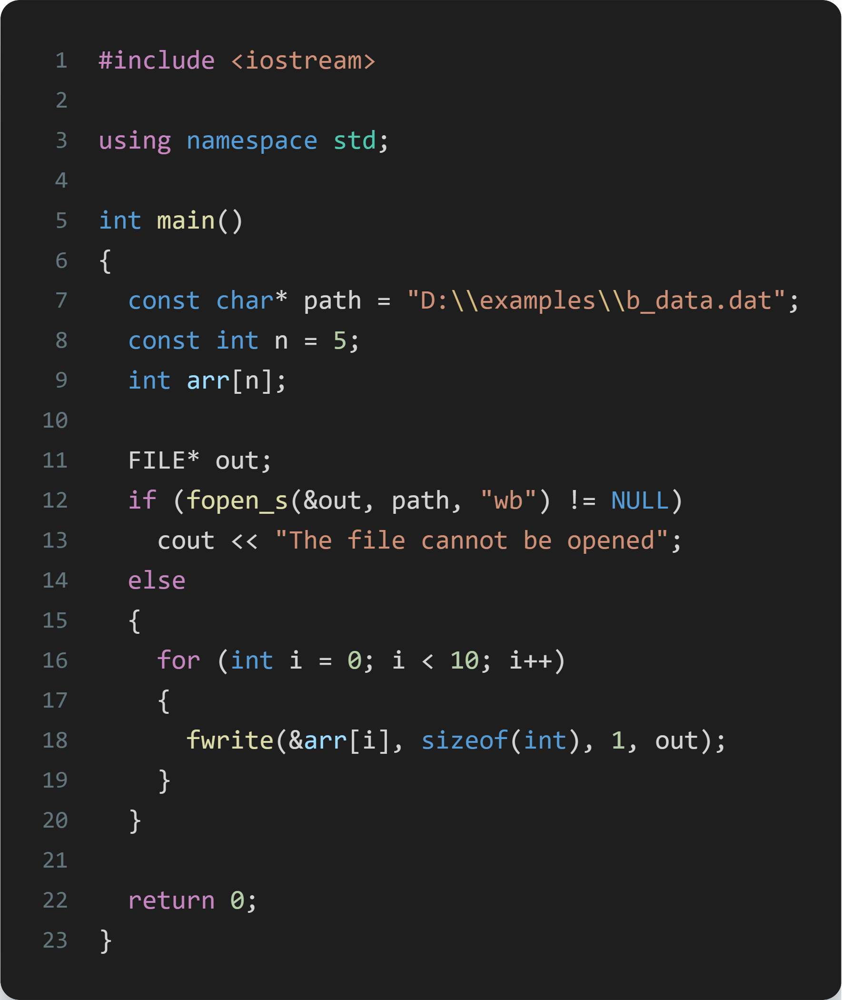 1 #include <iostream>
2
3 using namespace std;
4
5 int main()
6 {
7   const char* path = "D:\\examples\\b_data.dat";
8   const int n = 5;
9   int arr[n];
10
11   FILE* out;
12   if (fopen_s(&out, path, "wb") != NULL)
13     cout << "The file cannot be opened";
14   else
15   {
16     for (int i = 0; i < 10; i++)
17     {
18       fwrite(&arr[i], sizeof(int), 1, out);
19     }
20   }
21
22   return 0;
23 }